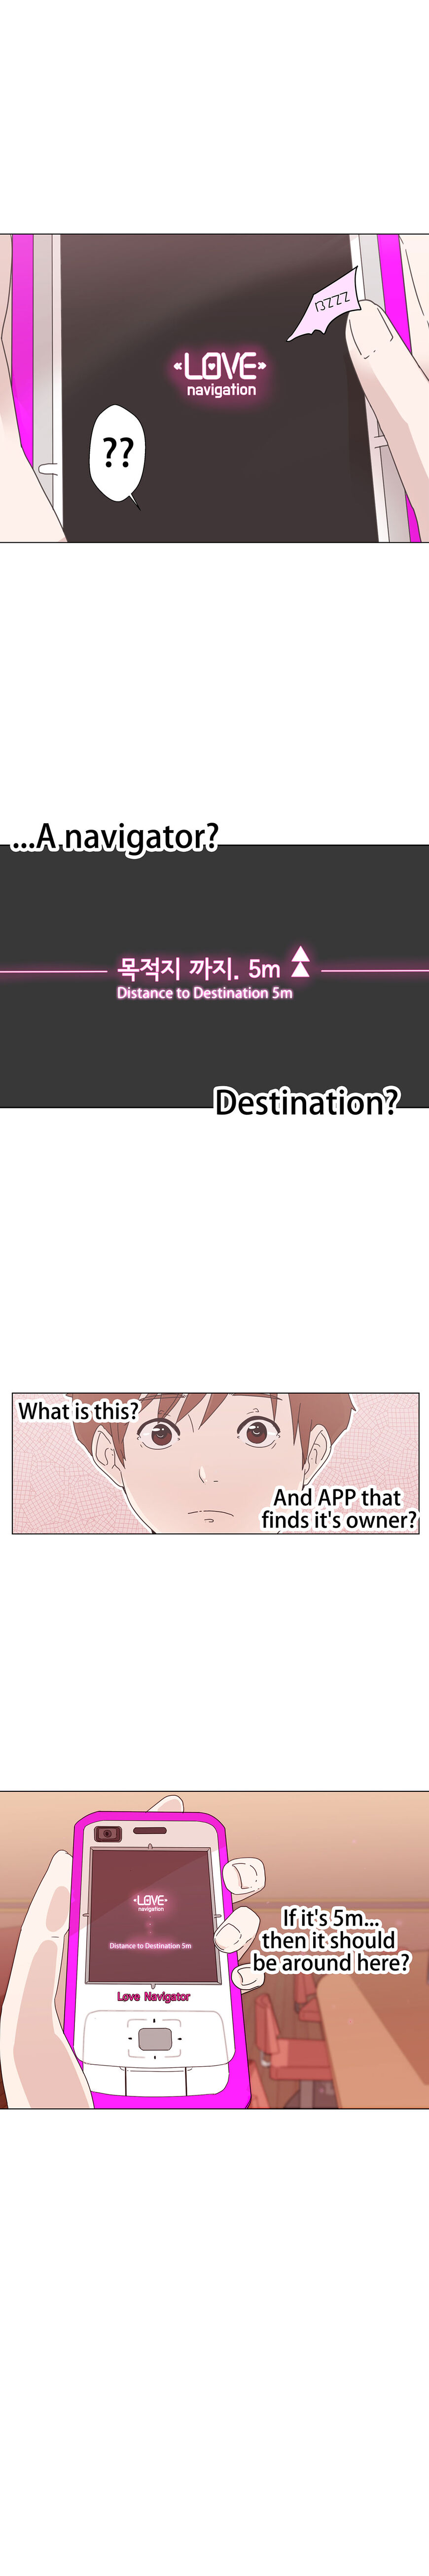 BZZZ
LOVE
navigation
??
...A navigator?
목적지 까지. 5m
Distance to Destination 5m
Destination?
What is this?
And APP that
finds it's owner?
LOVE
navigation
Distance to Destination 5m
Love Navigator
If it's 5m...
then it should
be around here?